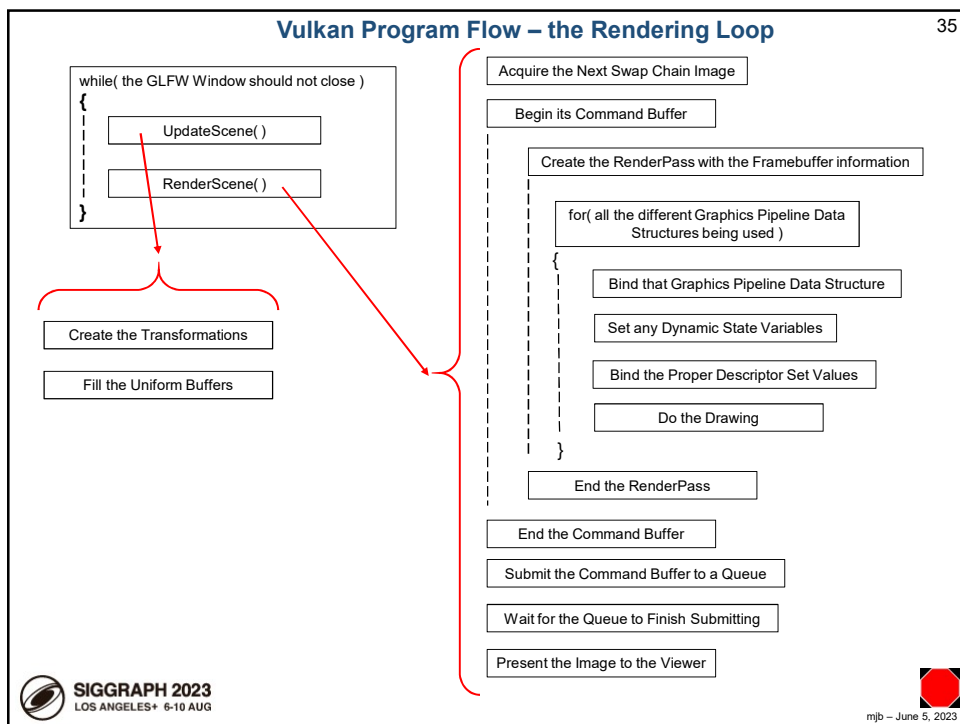 Vulkan Program Flow – the Rendering Loop
35
while( the GLFW Window should not close )
{
UpdateScene( )
RenderScene( )
}
Create the Transformations
Fill the Uniform Buffers
Acquire the Next Swap Chain Image
Begin its Command Buffer
Create the RenderPass with the Framebuffer information
for( all the different Graphics Pipeline Data
Structures being used )
{
Bind that Graphics Pipeline Data Structure
Set any Dynamic State Variables
Bind the Proper Descriptor Set Values
Do the Drawing
}
End the RenderPass
End the Command Buffer
Submit the Command Buffer to a Queue
Wait for the Queue to Finish Submitting
Present the Image to the Viewer
SIGGRAPH 2023
LOS ANGELES+ 6-10 AUG
mjb – June 5, 2023